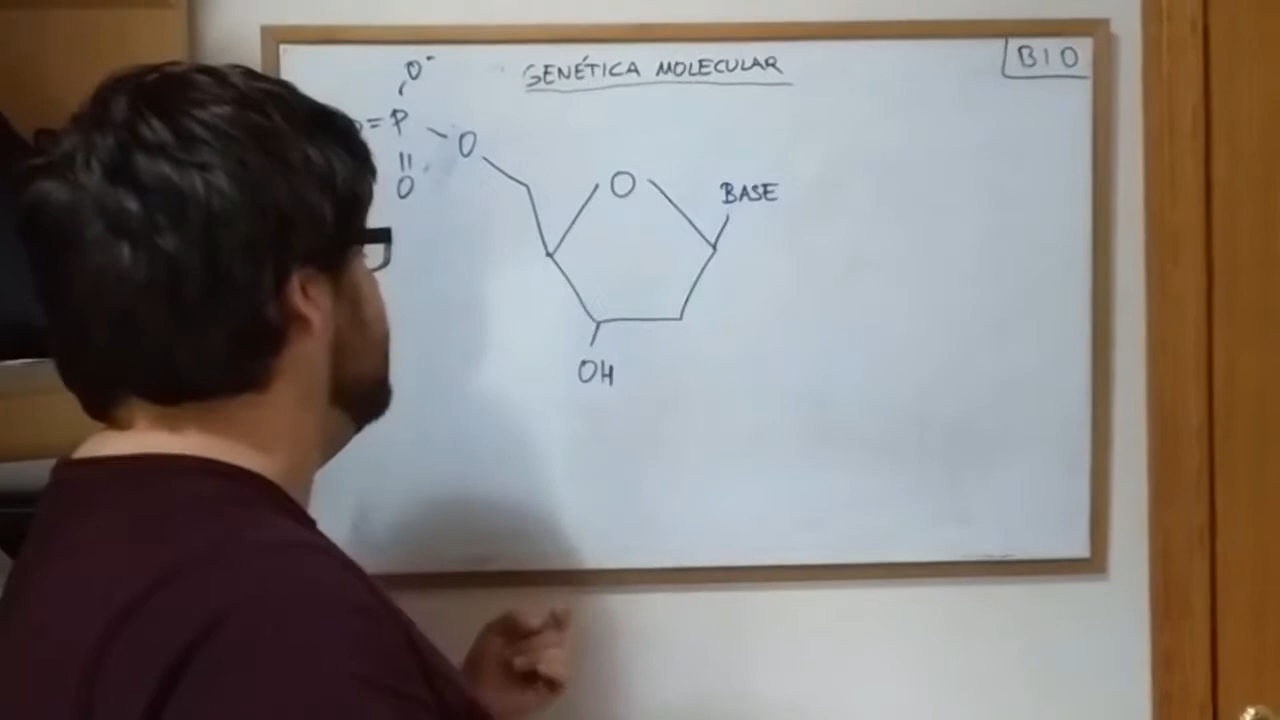 GENÉTICA MOLECULAR
BIO
O-
=P-O
O
O
BASE
OH